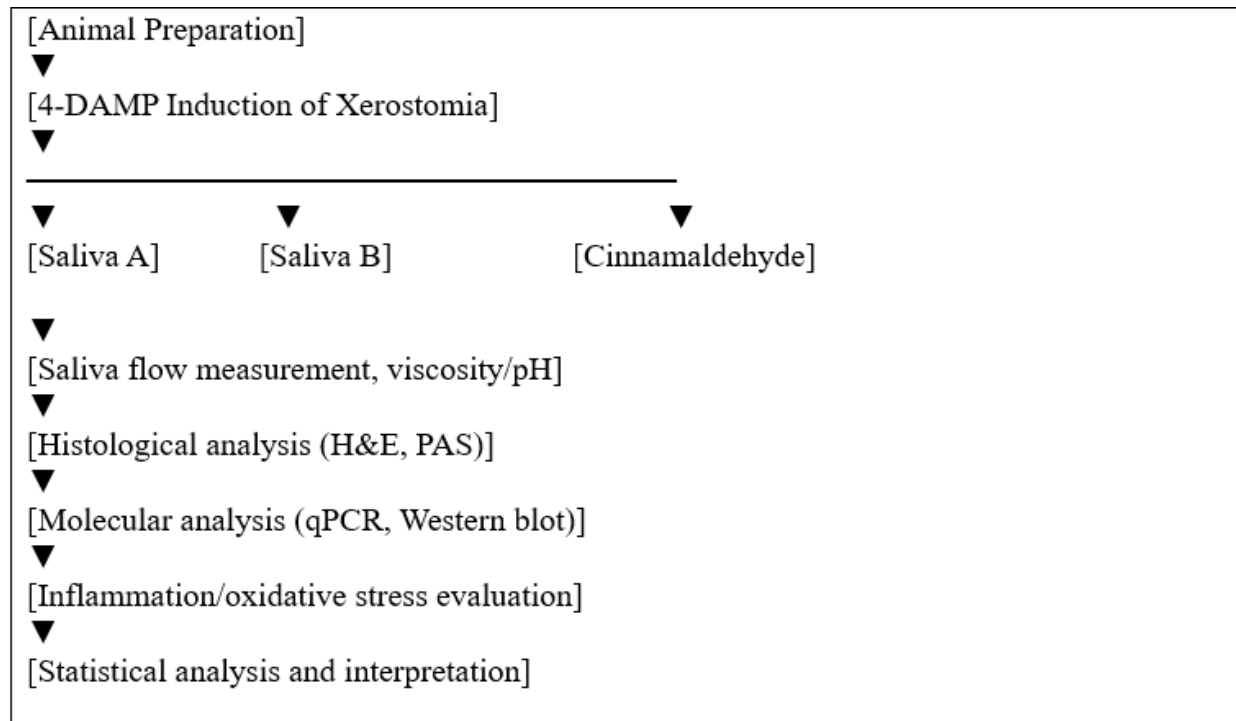 [Animal Preparation]
▼
[4-DAMP Induction of Xerostomia]
▼
▼ ▼ ▼
[Saliva A] [Saliva B] [Cinnamaldehyde]
▼
[Saliva flow measurement, viscosity/pH]
▼
[Histological analysis (H&E, PAS)]
▼
[Molecular analysis (qPCR, Western blot)]
▼
[Inflammation/oxidative stress evaluation]
▼
[Statistical analysis and interpretation]